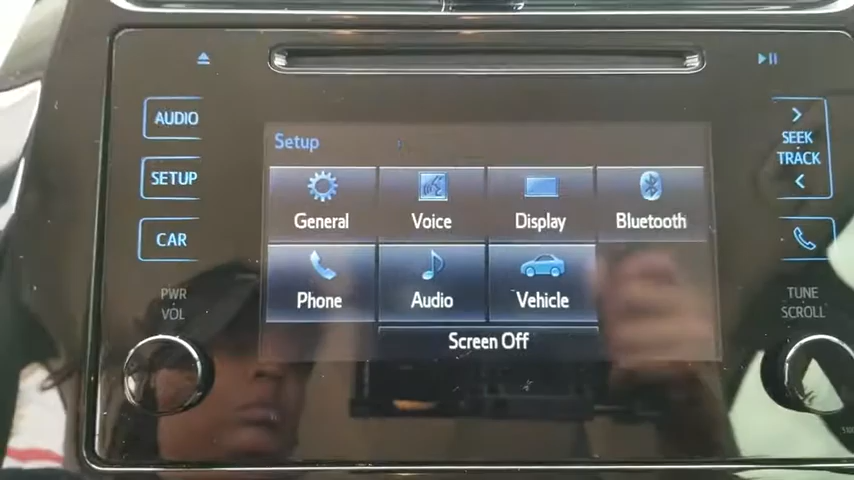 AUDIO
SETUP
CAR
PWR
VOL
Setup
General
Voice
Display
Bluetooth
Phone
Audio
Vehicle
Screen Off
SEEK
TRACK
TUNE
SCROLL